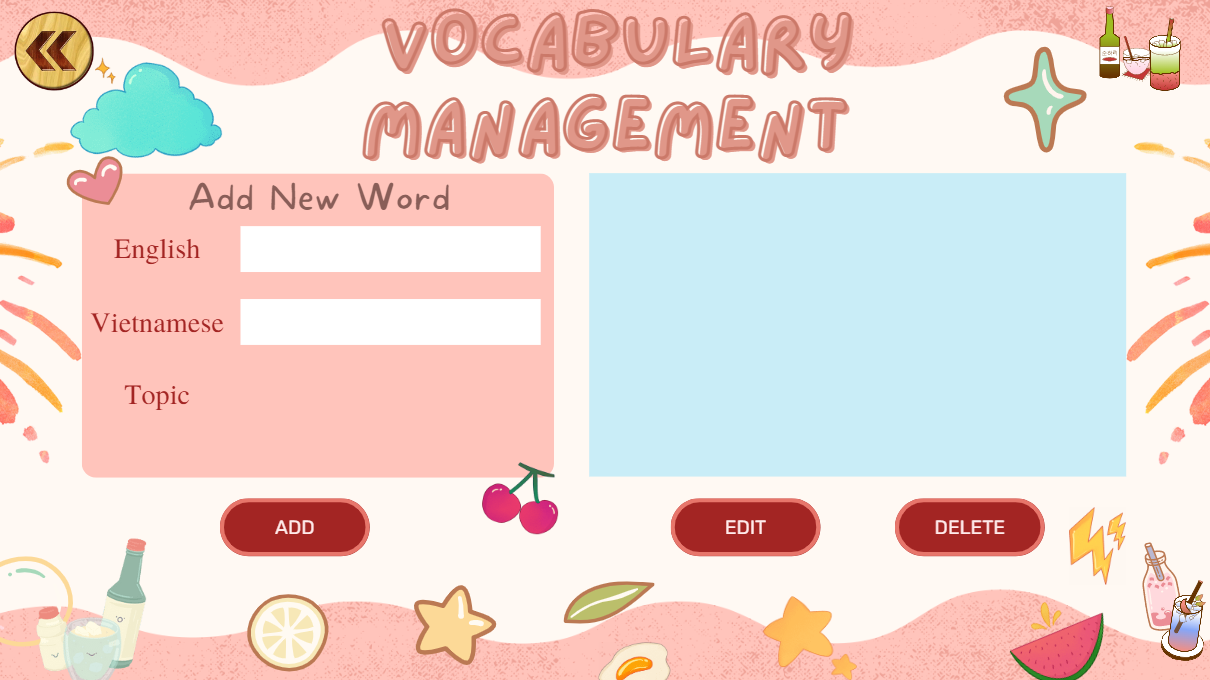 VOCABULARY
MANAGEMENT
Add New Word
English
Vietnamese
Topic
ADD
EDIT
DELETE